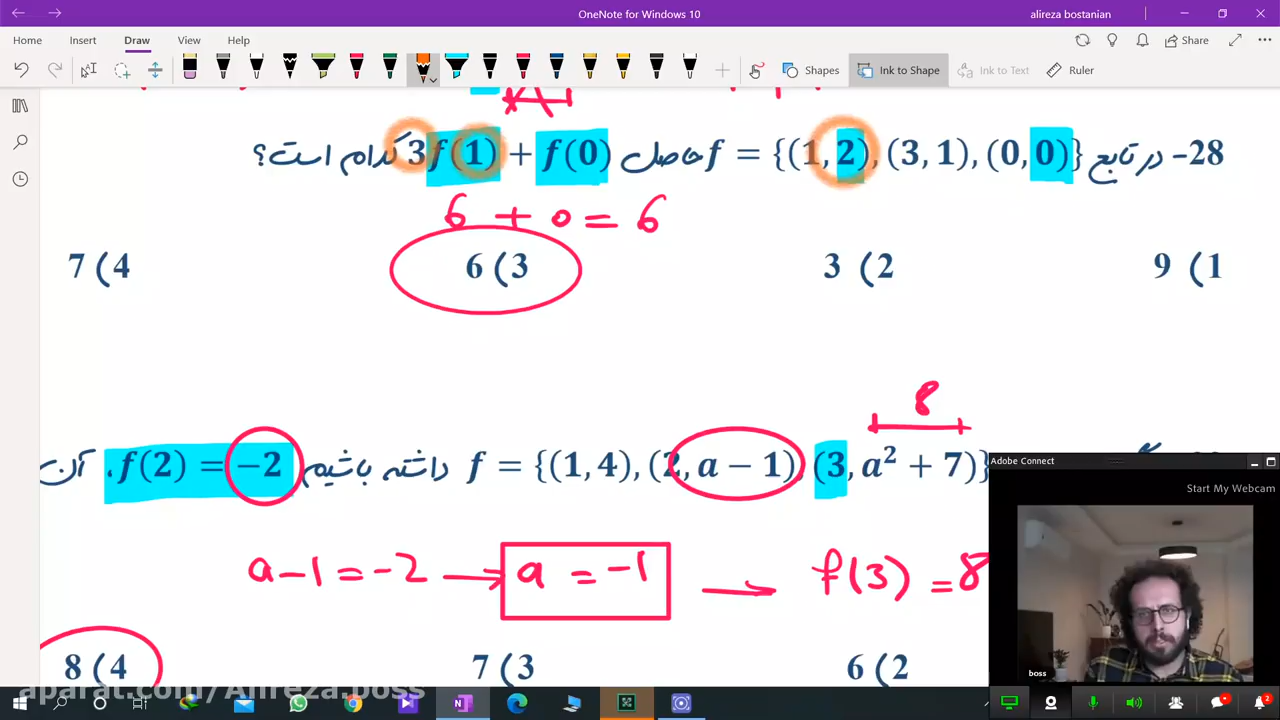 OneNote for Windows 10
alireza bostanian
Home Insert Draw View Help
Share
Shapes
Ink to Shape
Ink to Text
Ruler
28- در تابع f = {(1, 2), (3, 1), (0, 0)} حاصل 3f(1) + f(0) کدام است؟
6 + 0 = 6
1) 9
2) 3
3) 6
4) 7
8
f = {(1, 4), (2, a − 1), (3, a² + 7)} داشته باشیم f(2) = −2، آن
a-1 = -2 → a = -1 → f(3) = 8
2) 6
3) 7
4) 8
Adobe Connect
Start My Webcam
boss
aparat.com/Alireza.boss
2